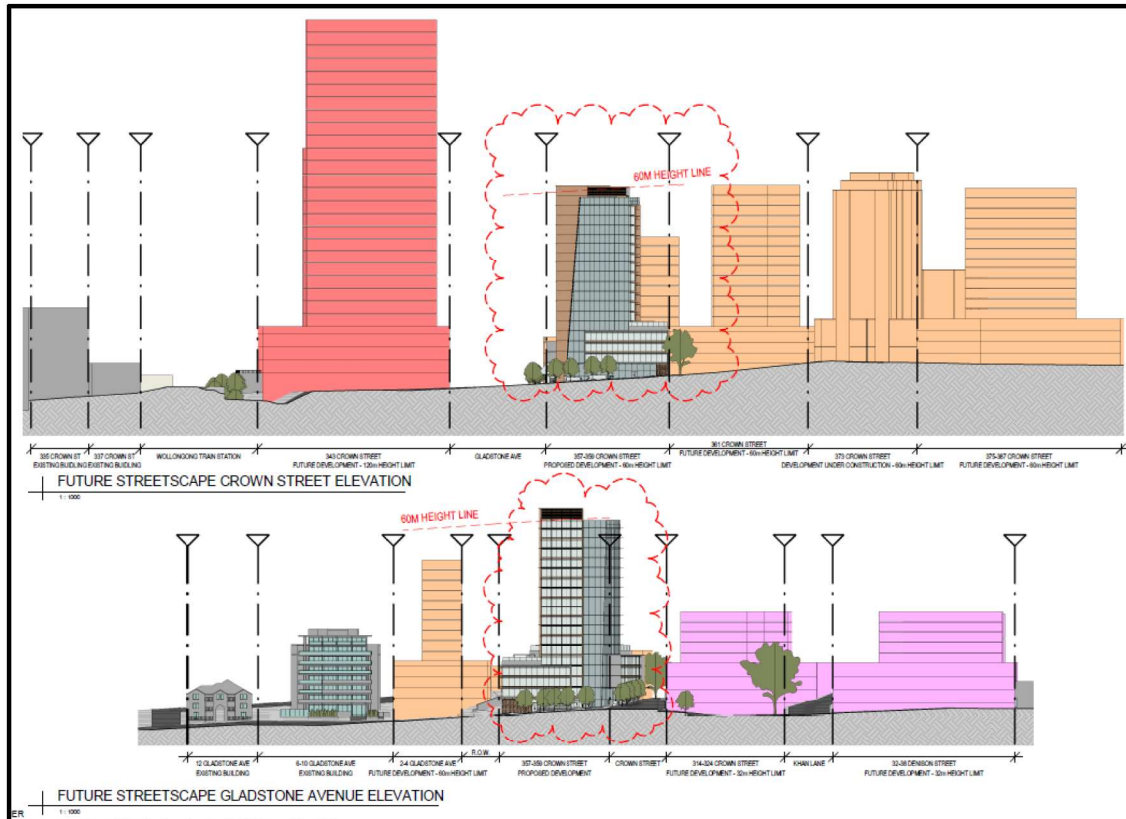 60M HEIGHT LINE
335 CROWN ST
EXISTING BUIDLING
337 CROWN ST
EXISTING BUIDLING
WOLLONGONG TRAIN STATION
343 CROWN STREET
FUTURE DEVELOPMENT - 120m HEIGHT LIMIT
GLADSTONE AVE
357-359 CROWN STREET
PROPOSED DEVELOPMENT - 60m HEIGHT LIMIT
361 CROWN STREET
FUTURE DEVELOPMENT - 60m HEIGHT LIMIT
373 CROWN STREET
DEVELOPMENT UNDER CONSTRUCTION - 60m HEIGHT LIMIT
375-387 CROWN STREET
FUTURE DEVELOPMENT - 60m HEIGHT LIMIT
FUTURE STREETSCAPE CROWN STREET ELEVATION
1 : 1000
60M HEIGHT LINE
12 GLADSTONE AVE
EXISTING BUILDING
6-10 GLADSTONE AVE
EXISTING BUILDING
2-4 GLADSTONE AVE
FUTURE DEVELOPMENT - 60m HEIGHT LIMIT
R.O.W.
357-359 CROWN STREET
PROPOSED DEVELOPMENT
CROWN STREET
314-324 CROWN STREET
FUTURE DEVELOPMENT - 32m HEIGHT LIMIT
KHAN LANE
32-38 DENISON STREET
FUTURE DEVELOPMENT - 32m HEIGHT LIMIT
FUTURE STREETSCAPE GLADSTONE AVENUE ELEVATION
1 : 1000
ER